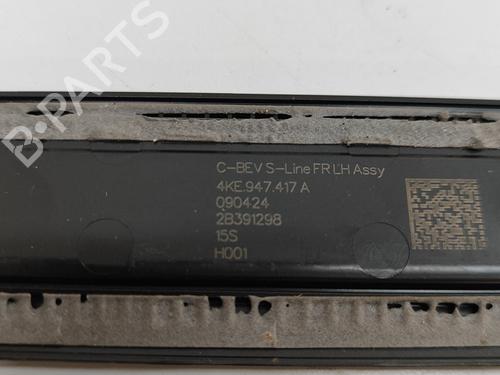 B-PARTS
C-BEV S-Line FR LH Assy
4KE.947.417 A
090424
2B391298
15S
H001